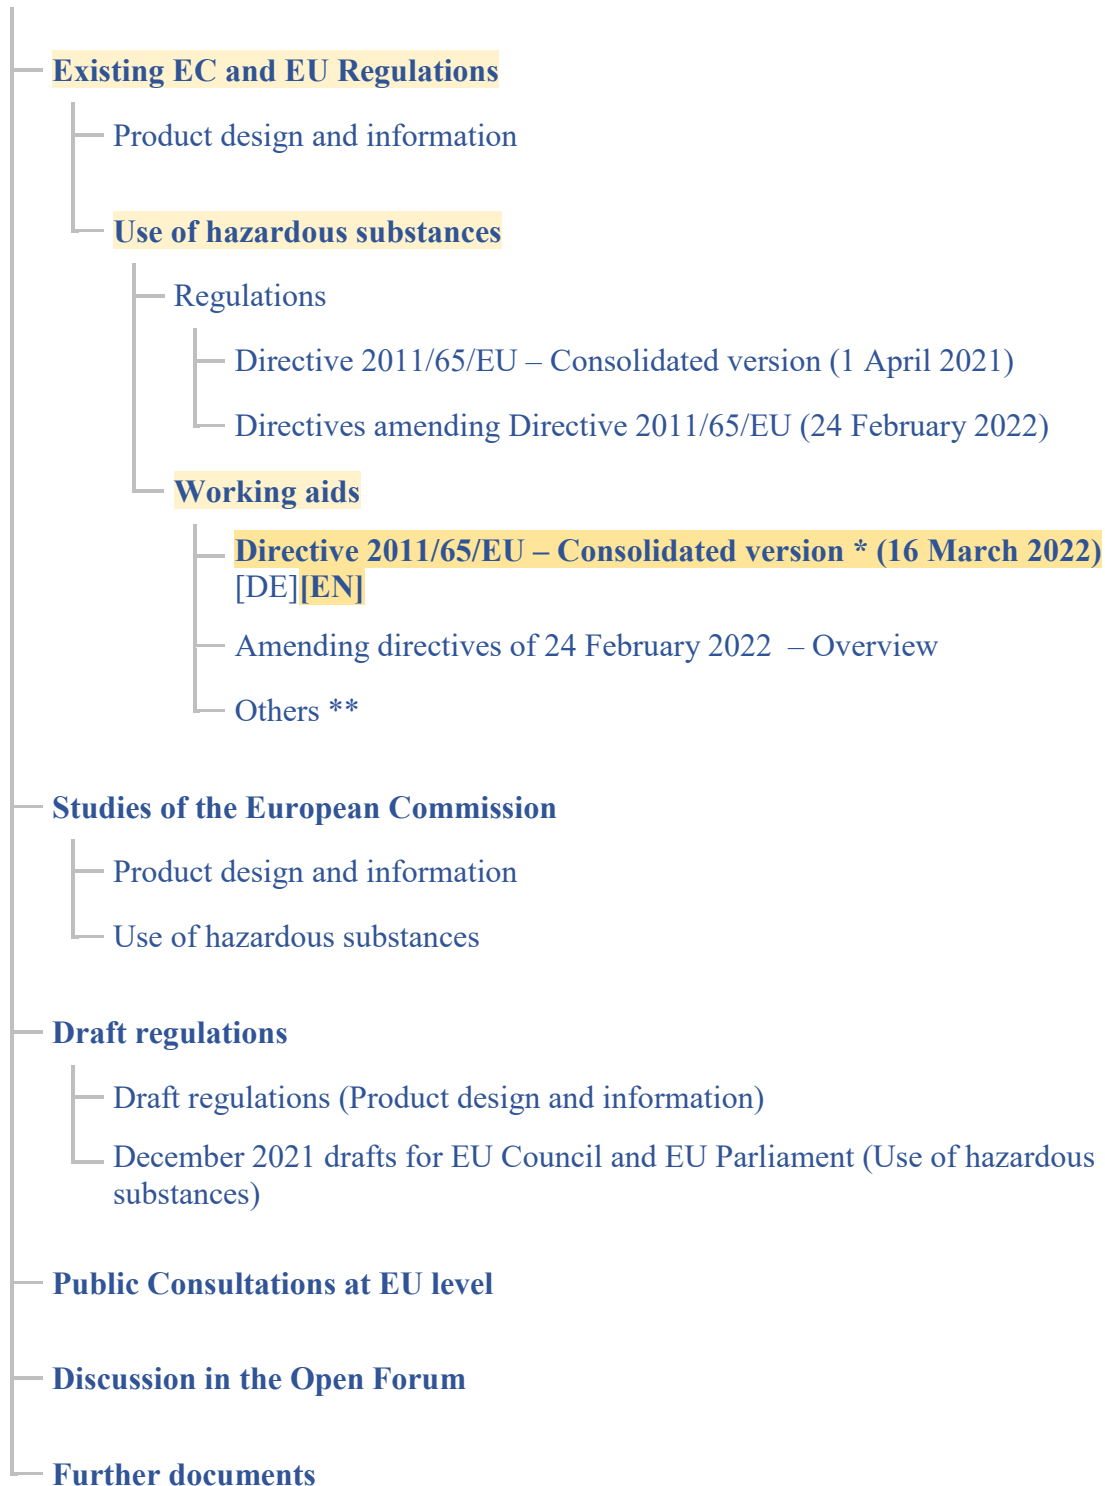 Existing EC and EU Regulations
Product design and information
Use of hazardous substances
Regulations
Directive 2011/65/EU – Consolidated version (1 April 2021)
Directives amending Directive 2011/65/EU (24 February 2022)
Working aids
Directive 2011/65/EU – Consolidated version * (16 March 2022)
[DE][EN]
Amending directives of 24 February 2022  – Overview
Others **
Studies of the European Commission
Product design and information
Use of hazardous substances
Draft regulations
Draft regulations (Product design and information)
December 2021 drafts for EU Council and EU Parliament (Use of hazardous
substances)
Public Consultations at EU level
Discussion in the Open Forum
Further documents